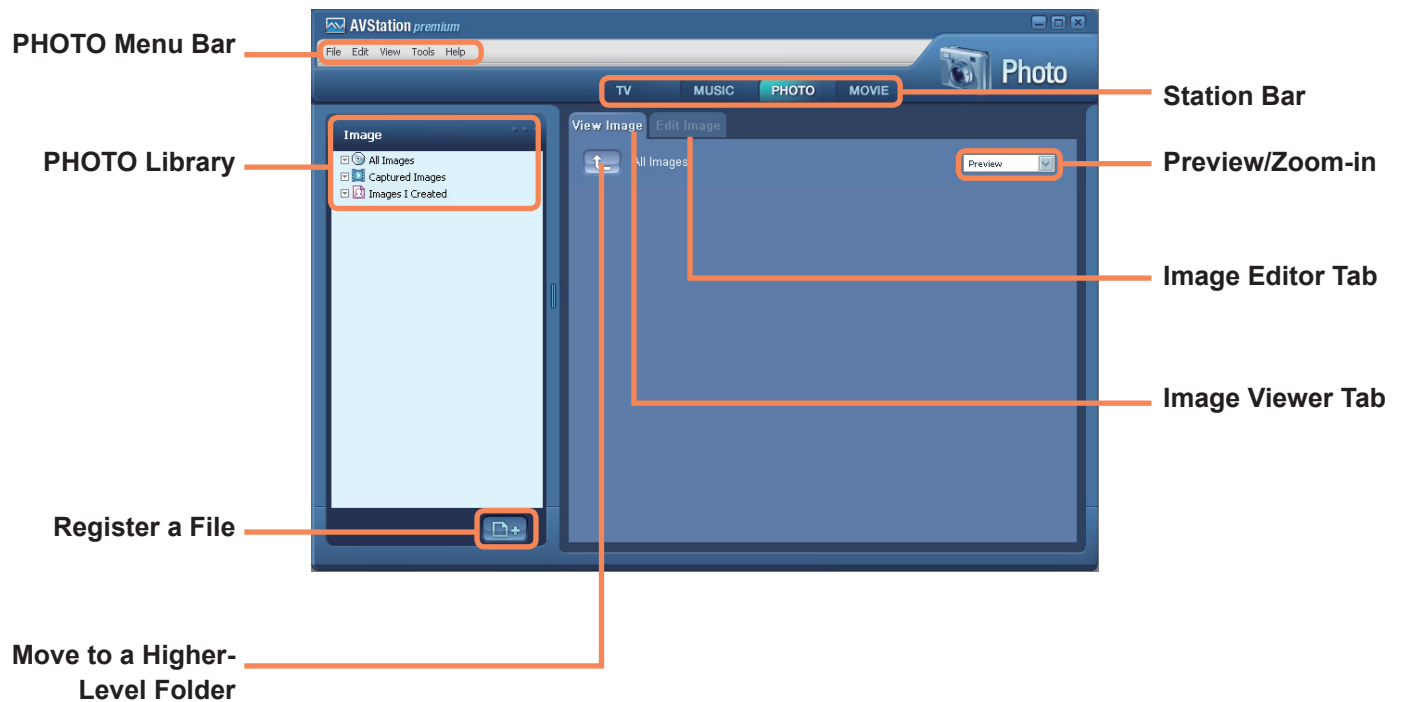 PHOTO Menu Bar
PHOTO Library
Register a File
Move to a Higher-
Level Folder
AVStation premium
File Edit View Tools Help
Photo
TV MUSIC PHOTO MOVIE
Image
All Images
Captured Images
Images I Created
View Image Edit Image
All Images
Preview
Station Bar
Preview/Zoom-in
Image Editor Tab
Image Viewer Tab